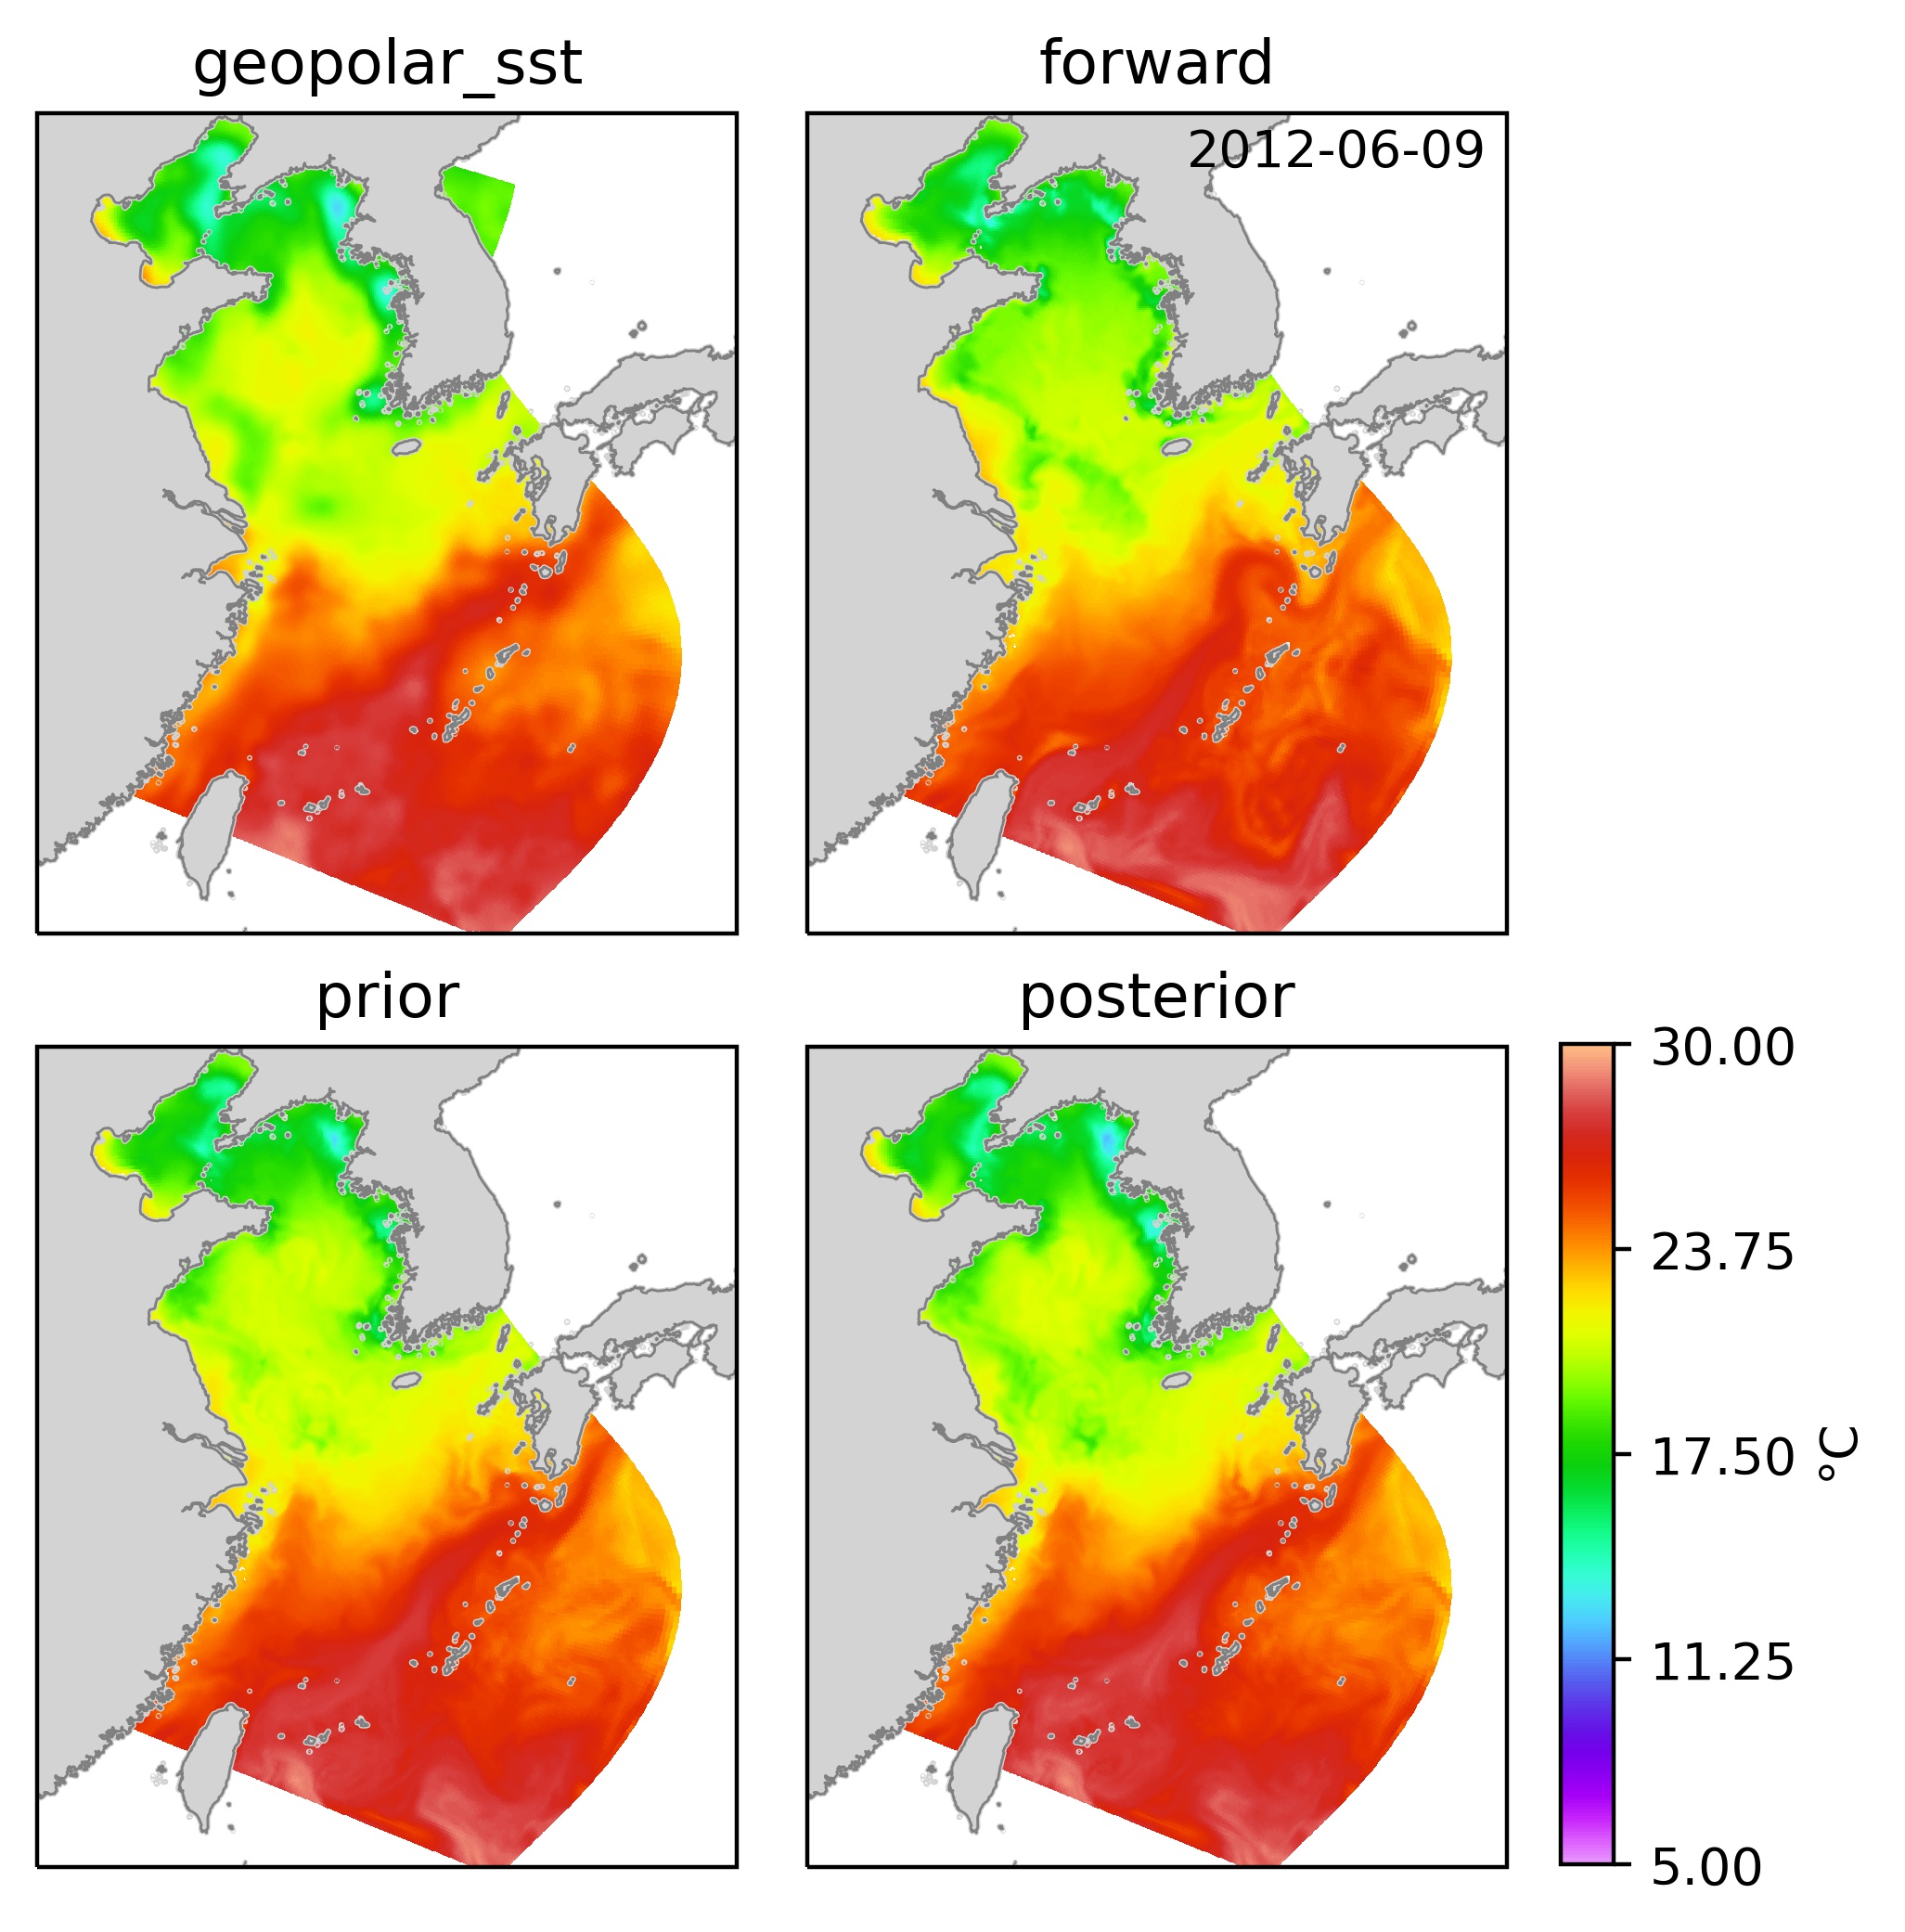 geopolar_sst
forward
2012-06-09
prior
posterior
30.00
23.75
17.50
11.25
5.00
°C